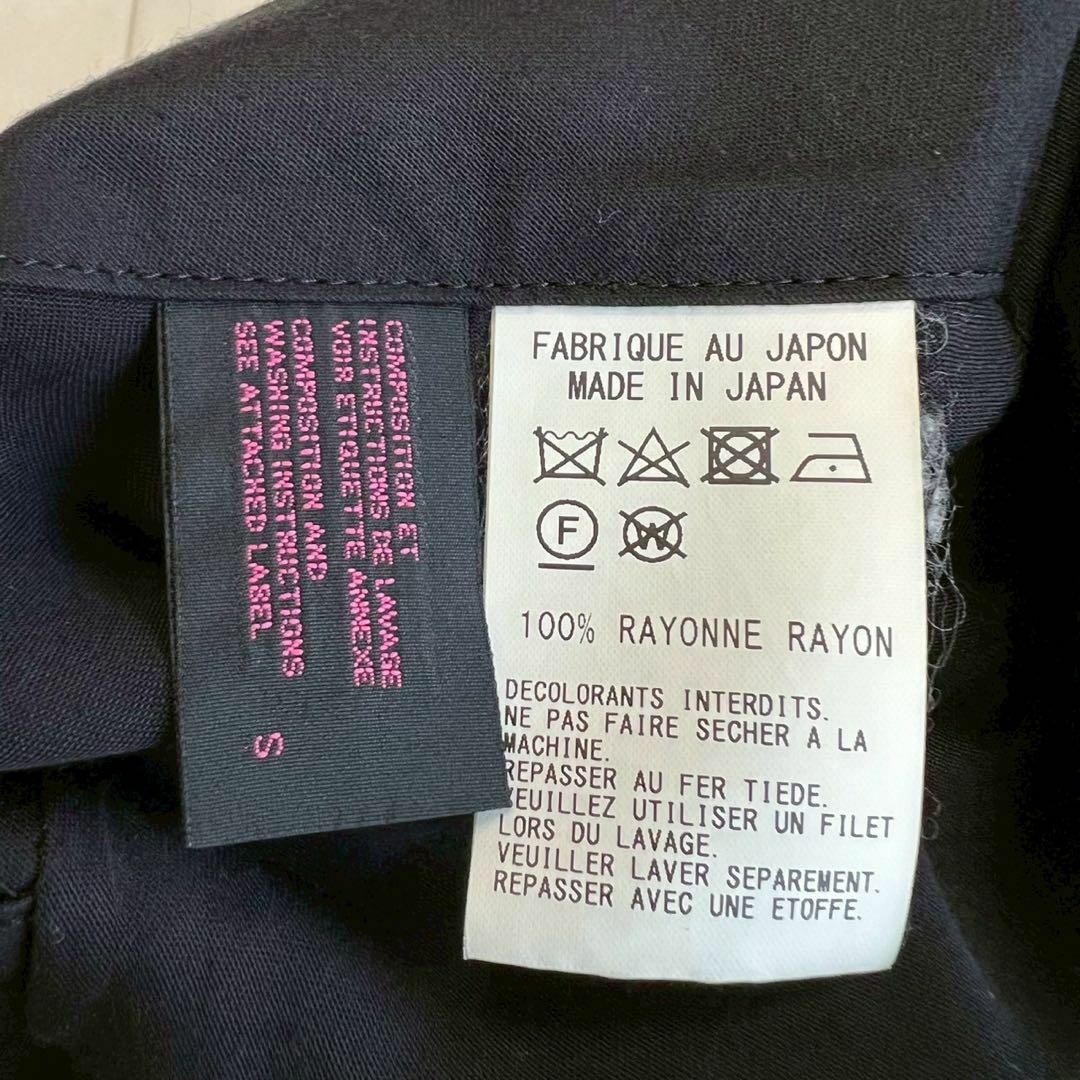 COMPOSITION ET
INSTRUCTIONS DE LAVAGE
VOIR ETIQUETTE ANNEXE
COMPOSITION AND
WASHING INSTRUCTIONS
SEE ATTACHED LABEL
S
FABRIQUE AU JAPON
MADE IN JAPAN
F
W
100% RAYONNE RAYON
DECOLORANTS INTERDITS.
NE PAS FAIRE SECHER A LA
MACHINE.
REPASSER AU FER TIEDE.
VEUILLEZ UTILISER UN FILET
LORS DU LAVAGE.
VEUILLER LAVER SEPAREMENT.
REPASSER AVEC UNE ETOFFE.